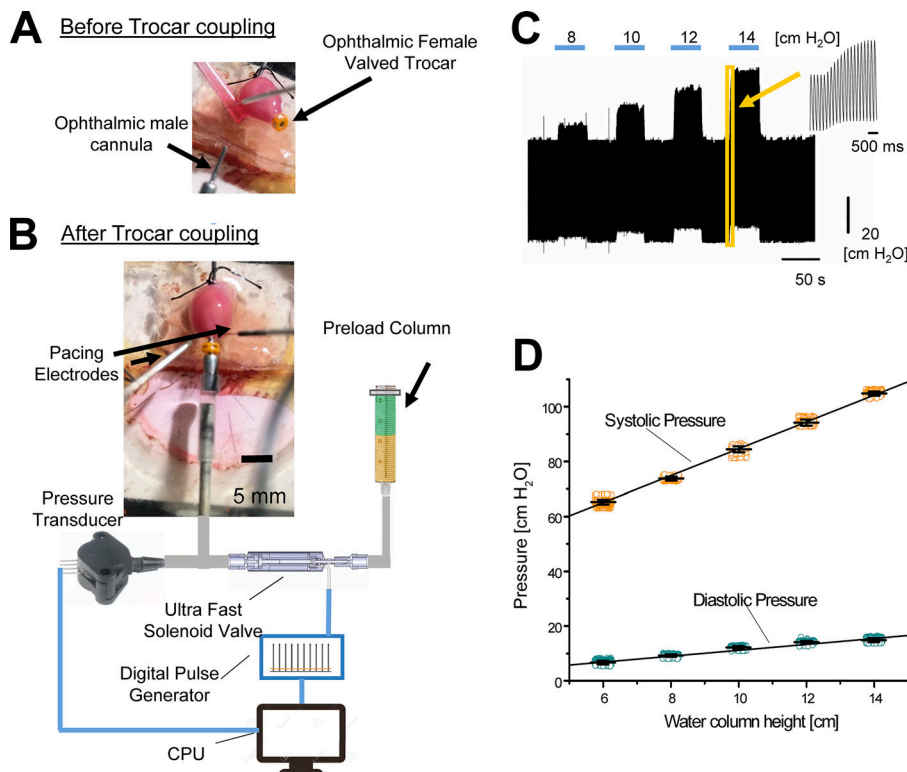 A Before Trocar coupling
Ophthalmic Female
Valved Trocar
Ophthalmic male
cannula
B After Trocar coupling
Pacing
Electrodes
Preload Column
5 mm
Pressure
Transducer
Ultra Fast
Solenoid Valve
Digital Pulse
Generator
CPU
C
8 10 12 14 [cm H2O]
500 ms
20
[cm H2O]
50 s
D
Pressure [cm H2O]
100
80
60
40
20
0
Systolic Pressure
Diastolic Pressure
6 8 10 12 14
Water column height [cm]